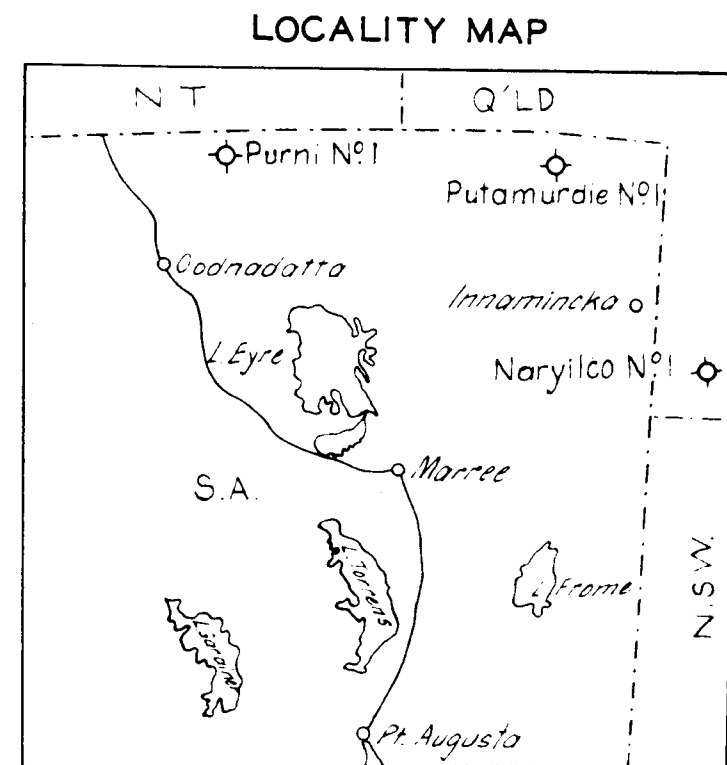 LOCALITY MAP
N T
Q'LD
Purni Nº1
Putamurdie Nº1
Oodnadatta
Innamincka
L. Eyre
Naryilco Nº1
Marree
S.A.
L. Torrens
L. Frome
N.S.W.
L. Gairdner
Pt. Augusta